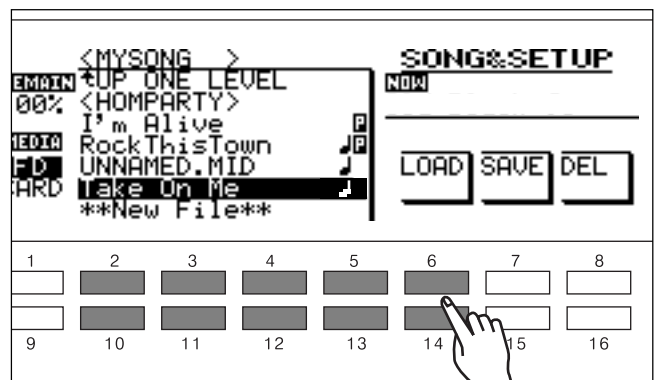 <MYSONG >
↰UP ONE LEVEL
<HOMPARTY>
I'm Alive P
RockThisTown ♩P
UNNAMED.MID ♩
Take On Me ♩
**New File**
EMAIN
00%
EDIA
FD
CARD
SONG&SETUP
NOW
LOAD SAVE DEL
1 2 3 4 5 6 7 8
9 10 11 12 13 14 15 16